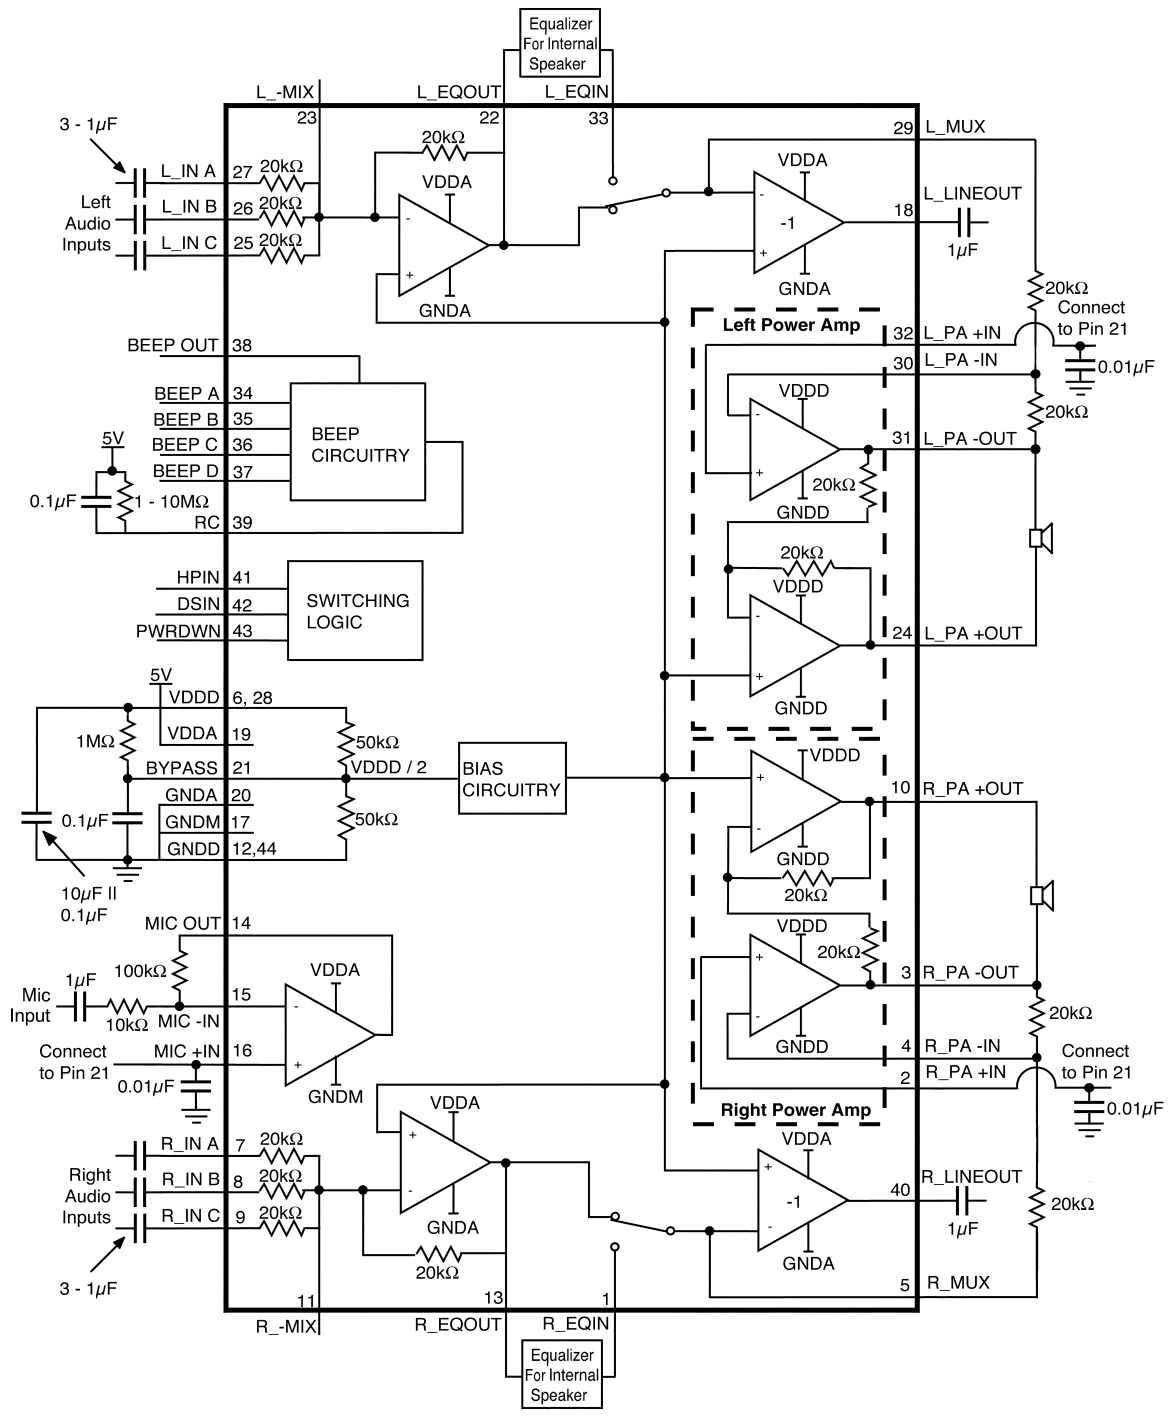 Equalizer
For Internal
Speaker
L_-MIX
L_EQOUT
L_EQIN
23
22
33
3 - 1µF
29
L_MUX
20kΩ
VDDA
VDDA
L_IN A
27
20kΩ
Left
Audio
Inputs
L_IN B
26
20kΩ
L_IN C
25
20kΩ
-
+
GNDA
-
-1
+
GNDA
18
L_LINEOUT
1µF
20kΩ
Connect
to Pin 21
0.01µF
Left Power Amp
32
L_PA +IN
30
L_PA -IN
20kΩ
BEEP OUT
38
BEEP A
34
BEEP B
35
BEEP C
36
BEEP D
37
BEEP
CIRCUITRY
5V
0.1µF
1 - 10MΩ
RC
39
VDDD
-
+
GNDD
20kΩ
31
L_PA -OUT
HPIN
41
DSIN
42
PWRDWN
43
SWITCHING
LOGIC
20kΩ
VDDD
-
+
GNDD
24
L_PA +OUT
5V
VDDD
6, 28
1MΩ
VDDA
19
50kΩ
BYPASS
21
VDDD / 2
BIAS
CIRCUITRY
GNDA
20
0.1µF
GNDM
17
50kΩ
GNDD
12,44
10µF II
0.1µF
VDDD
+
-
GNDD
20kΩ
10
R_PA +OUT
MIC OUT
14
100kΩ
VDDA
1µF
Mic
Input
10kΩ
15
MIC -IN
-
+
GNDM
Connect
to Pin 21
MIC +IN
16
0.01µF
VDDD
20kΩ
+
-
GNDD
3
R_PA -OUT
20kΩ
4
R_PA -IN
2
R_PA +IN
Connect
to Pin 21
0.01µF
Right Power Amp
VDDA
+
-
GNDA
20kΩ
R_IN A
7
20kΩ
Right
Audio
Inputs
R_IN B
8
20kΩ
R_IN C
9
20kΩ
3 - 1µF
VDDA
+
-1
-
GNDA
40
R_LINEOUT
1µF
20kΩ
5
R_MUX
11
13
1
R_-MIX
R_EQOUT
R_EQIN
Equalizer
For Internal
Speaker